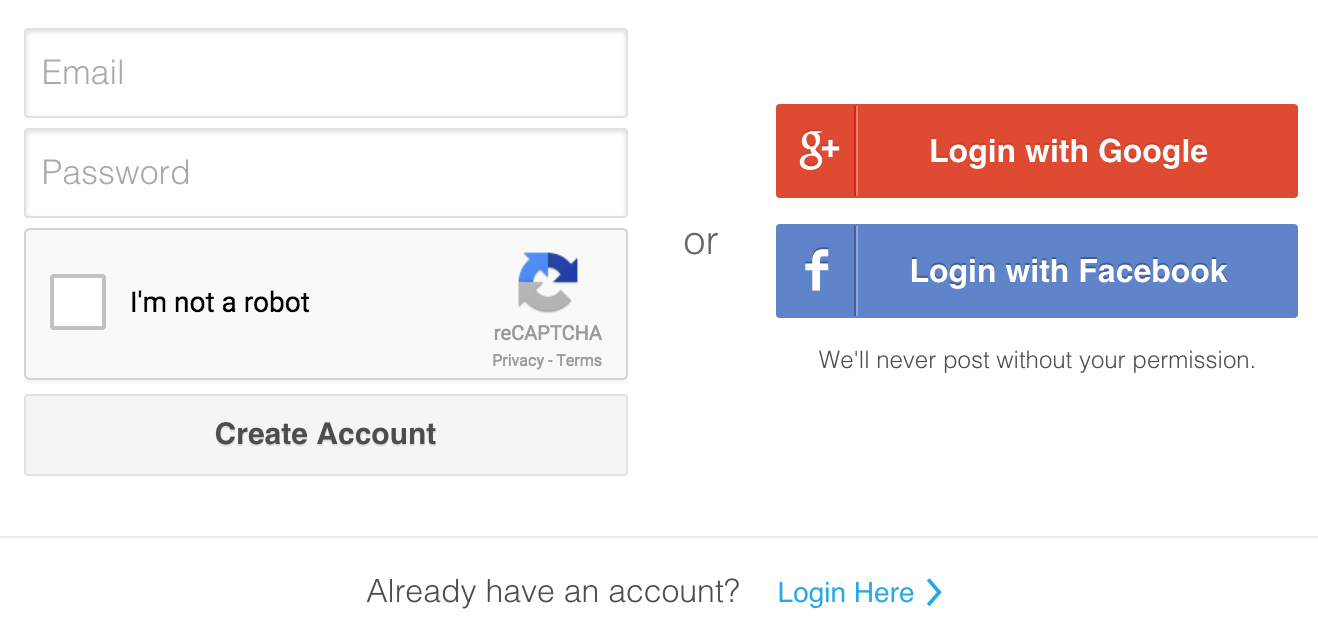 Email
Password
I'm not a robot
reCAPTCHA
Privacy - Terms
Create Account
or
g+ Login with Google
f Login with Facebook
We'll never post without your permission.
Already have an account? Login Here